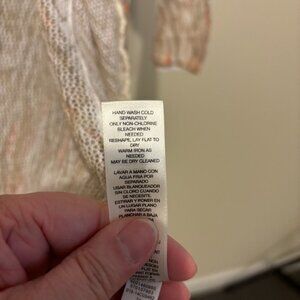 HAND WASH COLD
SEPARATELY
ONLY NON-CHLORINE
BLEACH WHEN
NEEDED
RESHAPE, LAY FLAT TO
DRY
WARM IRON AS
NEEDED
MAY BE DRY CLEANED
LAVAR A MANO CON
AGUA FRIA POR
SEPARADO
USAR BLANQUEADOR
SIN CLORO CUANDO
SE NECESITE
ESTIRAR Y PONER EN
UN LUGAR PLANO
PARA SECAR
PLANCHAR A BAJA